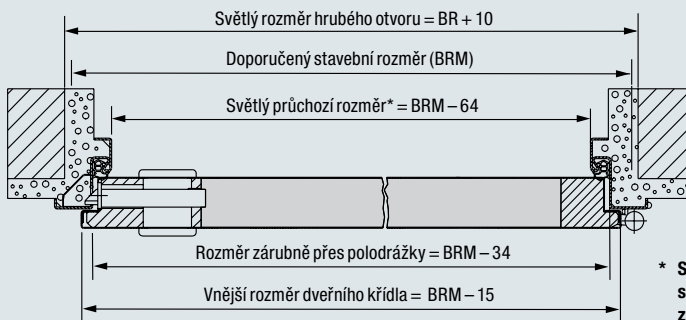 Světlý rozměr hrubého otvoru = BR + 10
Doporučený stavební rozměr (BRM)
Světlý průchozí rozměr* = BRM – 64
Rozměr zárubně přes polodrážky = BRM – 34
Vnější rozměr dveřního křídla = BRM – 15
* S
s
z